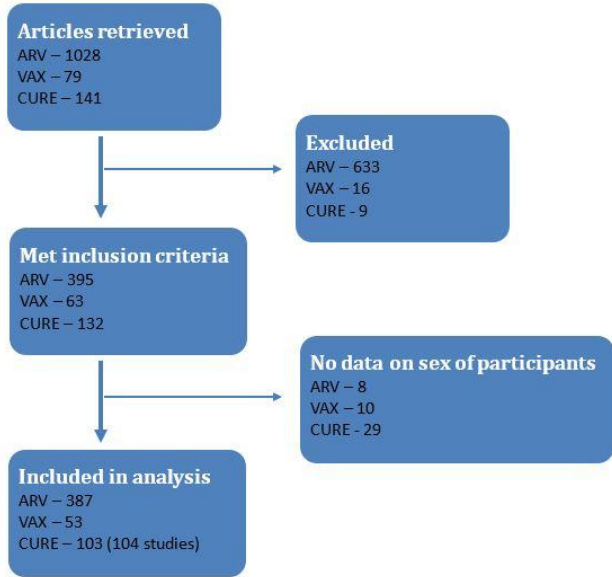 Articles retrieved
ARV – 1028
VAX – 79
CURE – 141
Excluded
ARV – 633
VAX – 16
CURE - 9
Met inclusion criteria
ARV – 395
VAX – 63
CURE – 132
No data on sex of participants
ARV – 8
VAX – 10
CURE - 29
Included in analysis
ARV – 387
VAX – 53
CURE – 103 (104 studies)